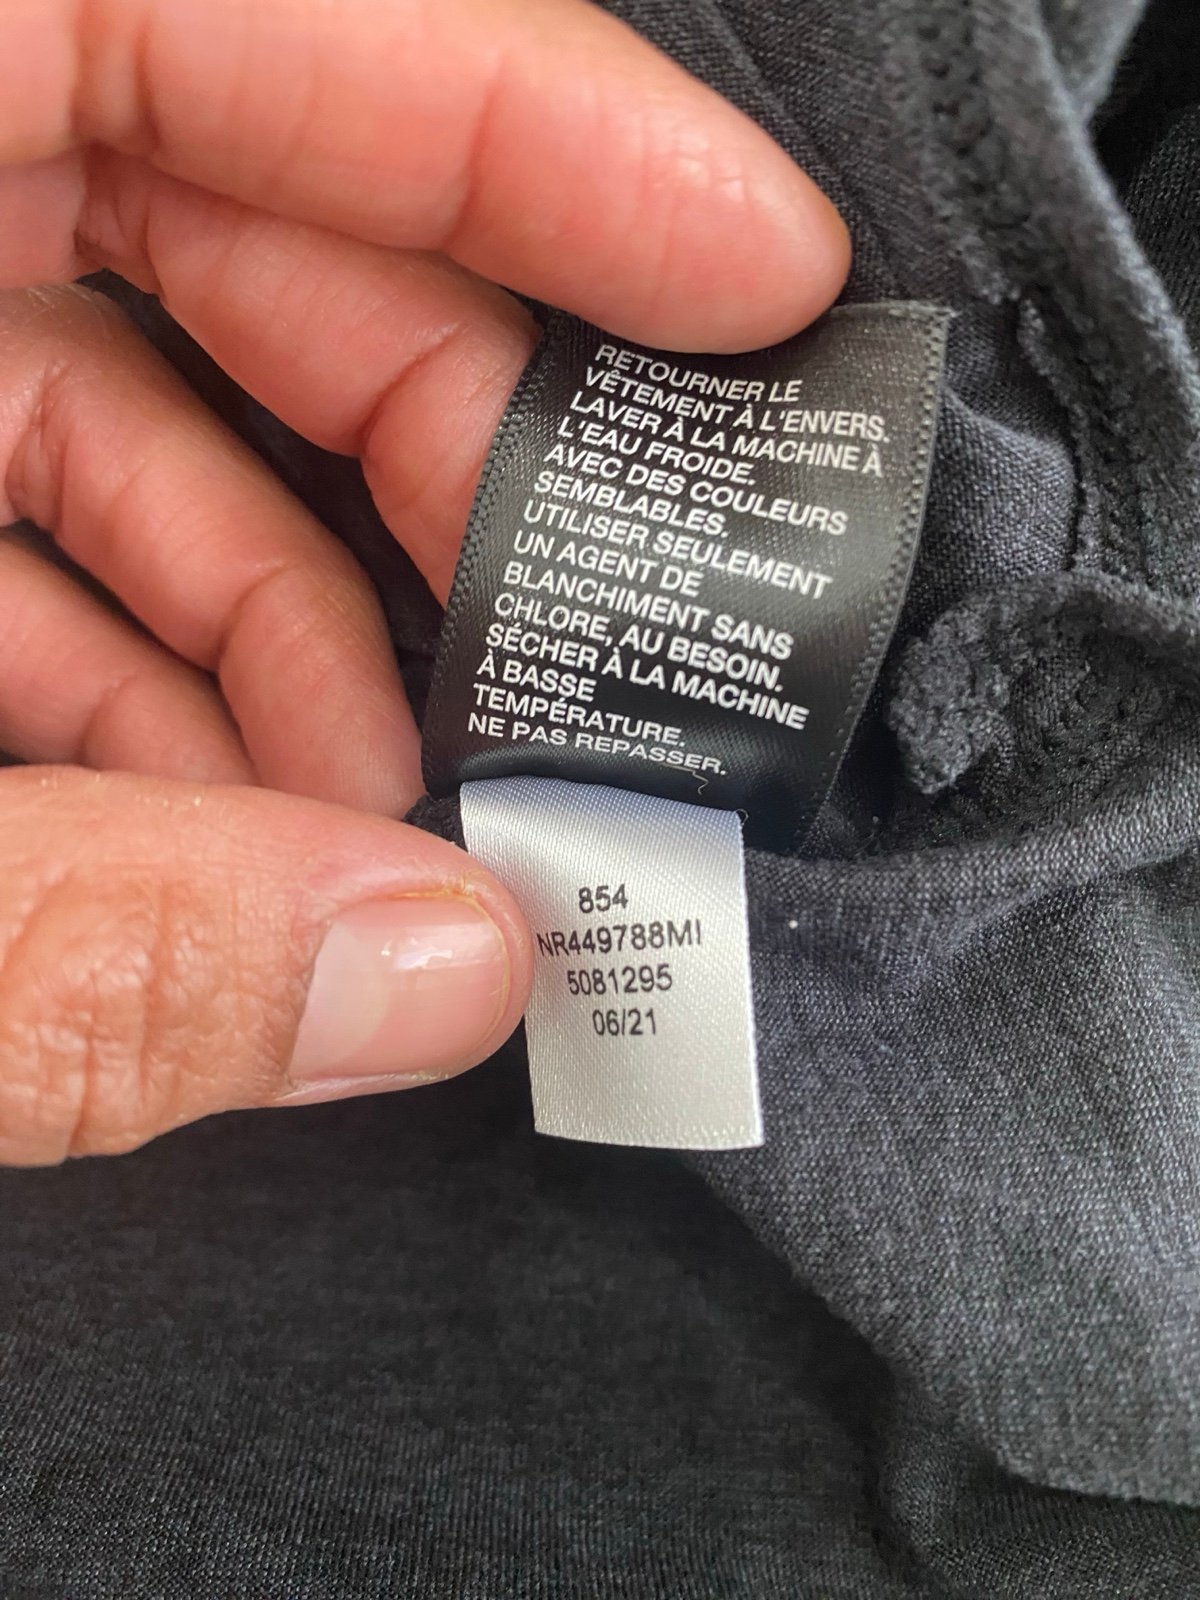 RETOURNER LE
VÊTEMENT À L'ENVERS.
LAVER À LA MACHINE À
L'EAU FROIDE.
AVEC DES COULEURS
SEMBLABLES.
UTILISER SEULEMENT
UN AGENT DE
BLANCHIMENT SANS
CHLORE, AU BESOIN.
SÉCHER À LA MACHINE
À BASSE
TEMPÉRATURE.
NE PAS REPASSER.
854
NR449788MI
5081295
06/21